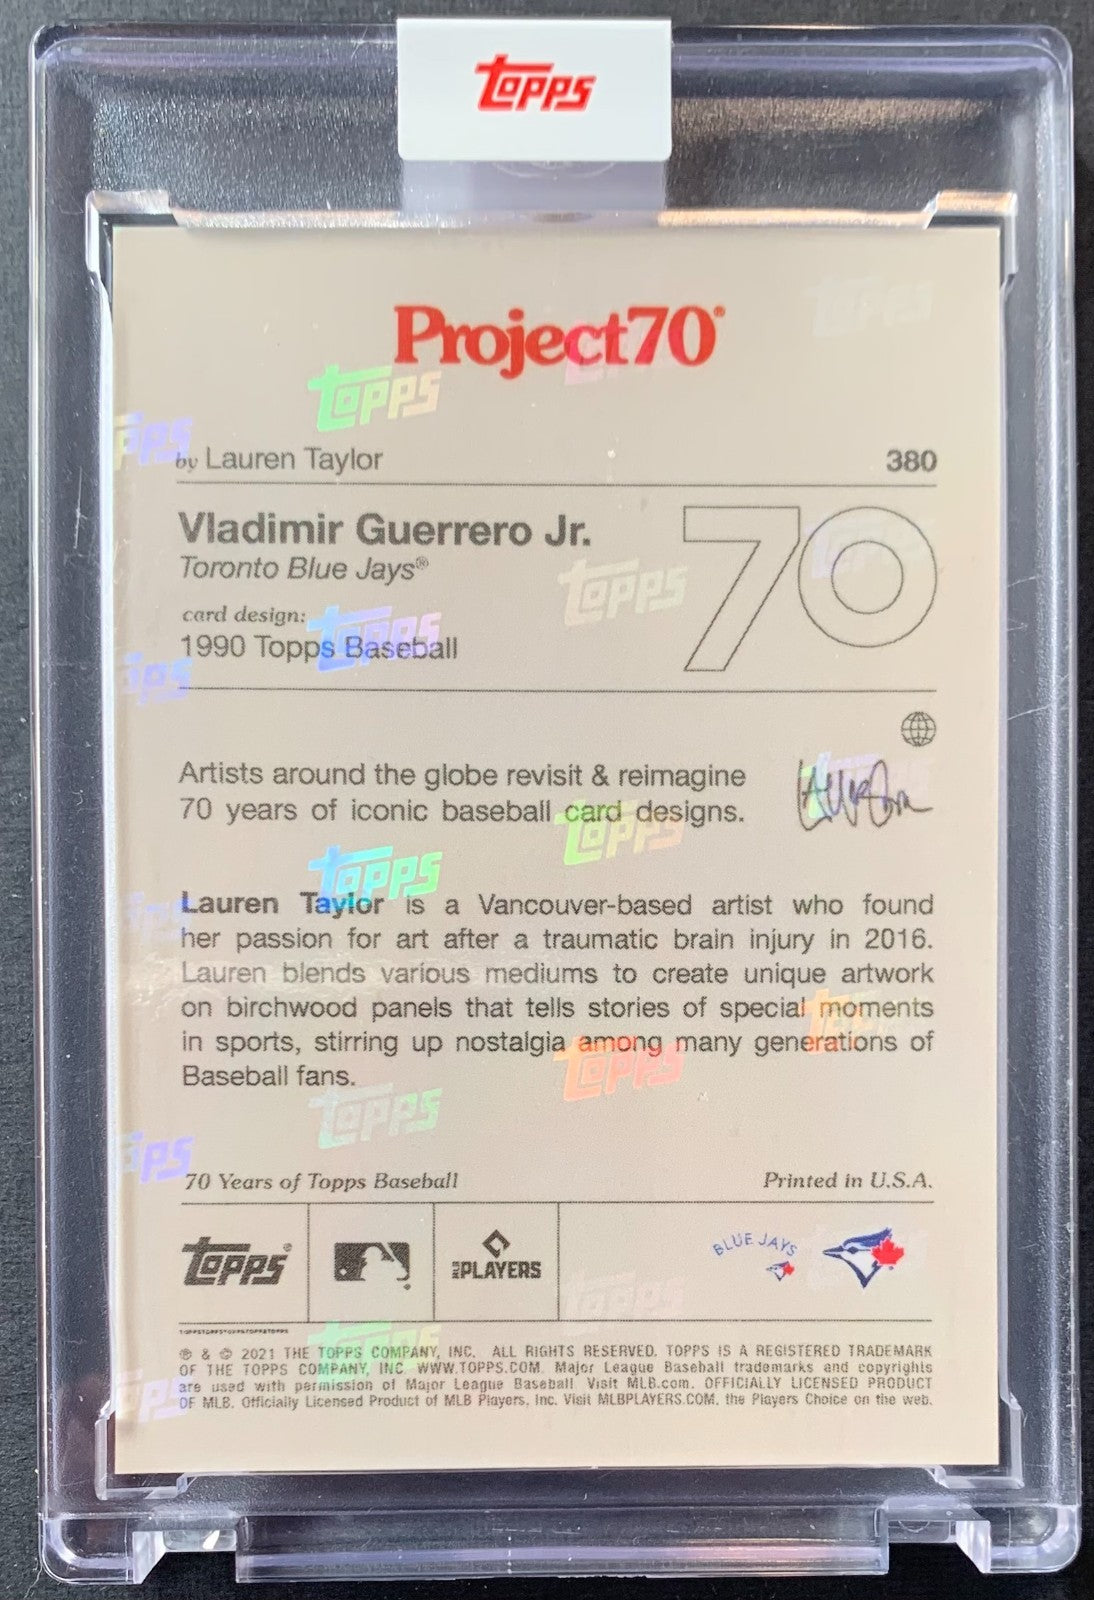 topps
Project70®
by Lauren Taylor 380
Vladimir Guerrero Jr.
Toronto Blue Jays®
card design:
1990 Topps Baseball
70
Artists around the globe revisit & reimagine
70 years of iconic baseball card designs.
Lauren Taylor is a Vancouver-based artist who found
her passion for art after a traumatic brain injury in 2016.
Lauren blends various mediums to create unique artwork
on birchwood panels that tells stories of special moments
in sports, stirring up nostalgia among many generations of
Baseball fans.
70 Years of Topps Baseball Printed in U.S.A.
topps® MLB PLAYERS BLUE JAYS
® & © 2021 THE TOPPS COMPANY, INC. ALL RIGHTS RESERVED. TOPPS IS A REGISTERED TRADEMARK
OF THE TOPPS COMPANY, INC. WWW.TOPPS.COM. Major League Baseball trademarks and copyrights
are used with permission of Major League Baseball. Visit MLB.com. OFFICIALLY LICENSED PRODUCT
OF MLB. Officially Licensed Product of MLB Players, Inc. Visit MLBPLAYERS.COM, the Players Choice on the web.